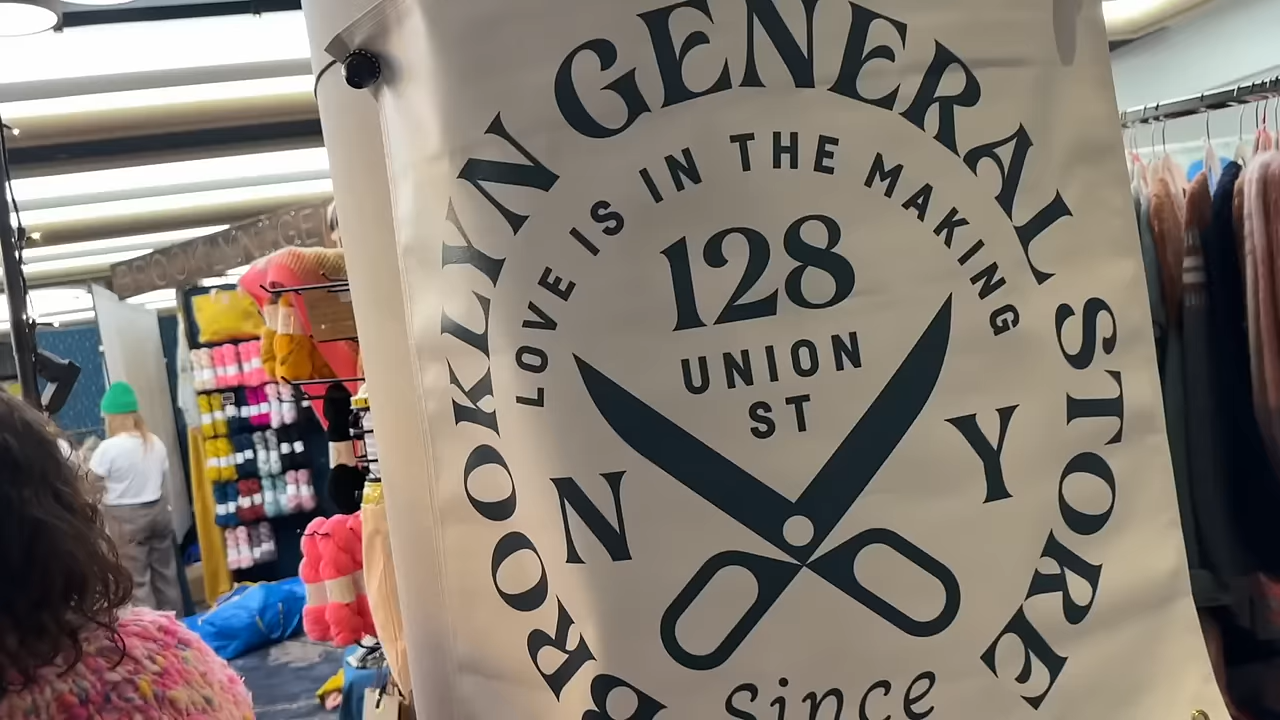 BROOKLYN GENERAL STORE
LOVE IS IN THE MAKING
128
UNION
ST
N Y
Since